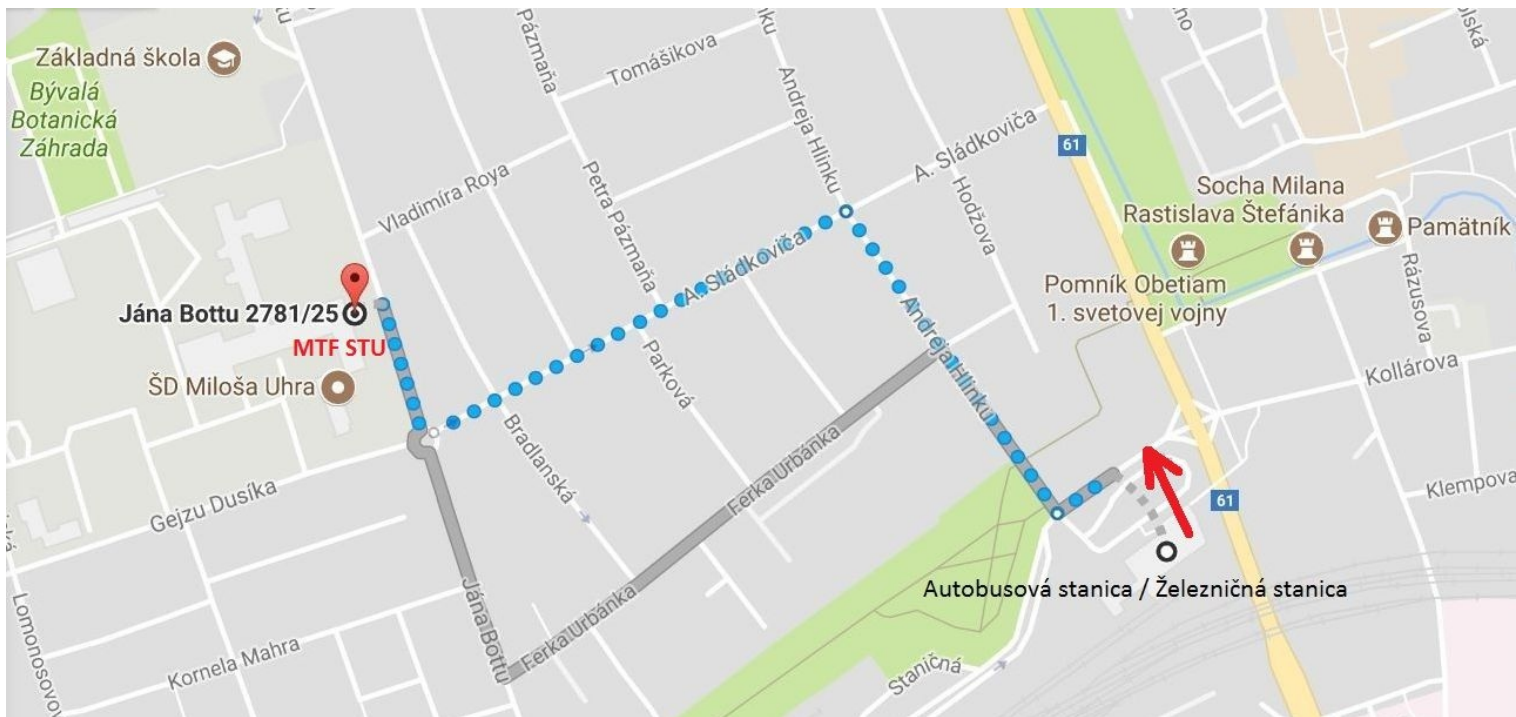 Pázmaňa
Tomášikova
Základná škola
Bývalá
Botanická
Záhrada
Andreja Hlinku
A. Sládkoviča
61
Vladimíra Roya
Petra Pázmaňa
Hodžova
Socha Milana
Rastislava Štefánika
Pamätník
Pomník Obetiam
1. svetovej vojny
Rázusova
A. Sládkoviča
Jána Bottu 2781/25
MTF STU
ŠD Miloša Uhra
Parková
Andreja Hlinku
Kollárova
Bradlanská
Ferka Urbánka
Klempova
61
Gejzu Dusíka
Autobusová stanica / Železničná stanica
Jána Bottu
Ferka Urbánka
Kornela Mahra
Staničná